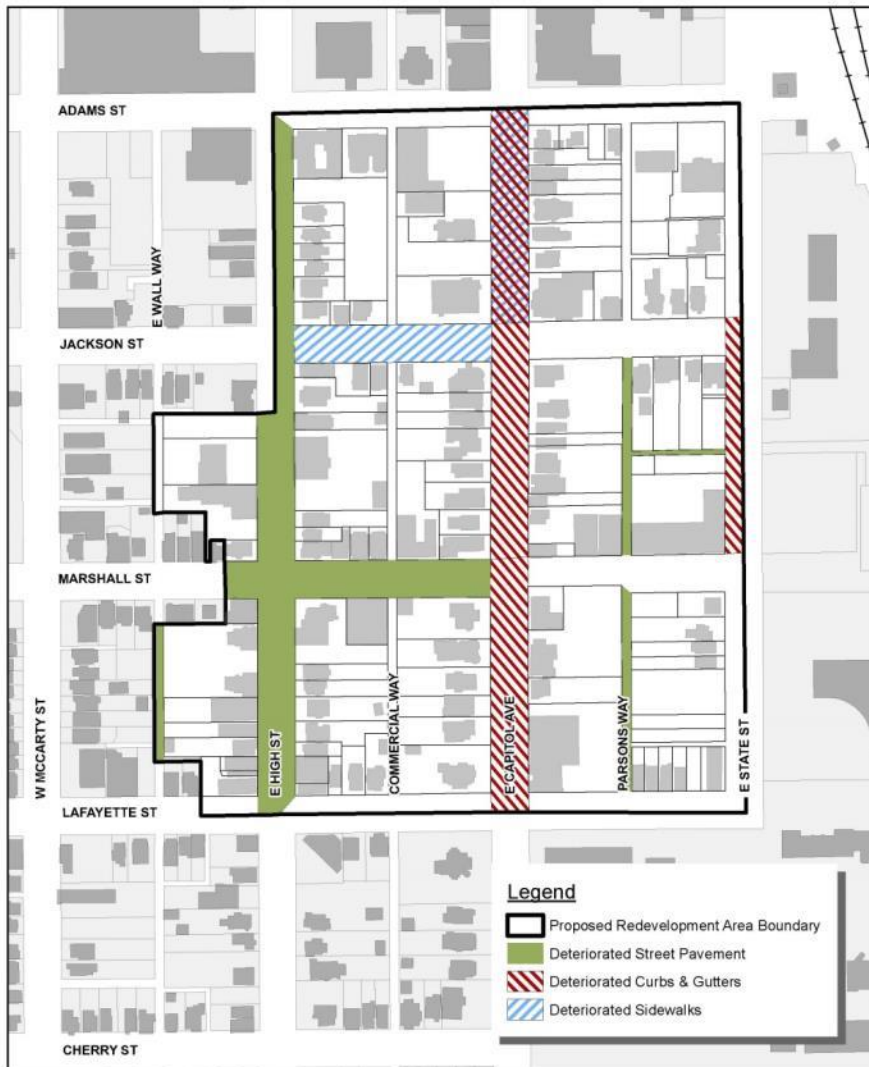 ADAMS ST
E WALL WAY
JACKSON ST
MARSHALL ST
W MCCARTY ST
E HIGH ST
COMMERCIAL WAY
E CAPITOL AVE
PARSONS WAY
E STATE ST
LAFAYETTE ST
Legend
Proposed Redevelopment Area Boundary
Deteriorated Street Pavement
Deteriorated Curbs & Gutters
Deteriorated Sidewalks
CHERRY ST